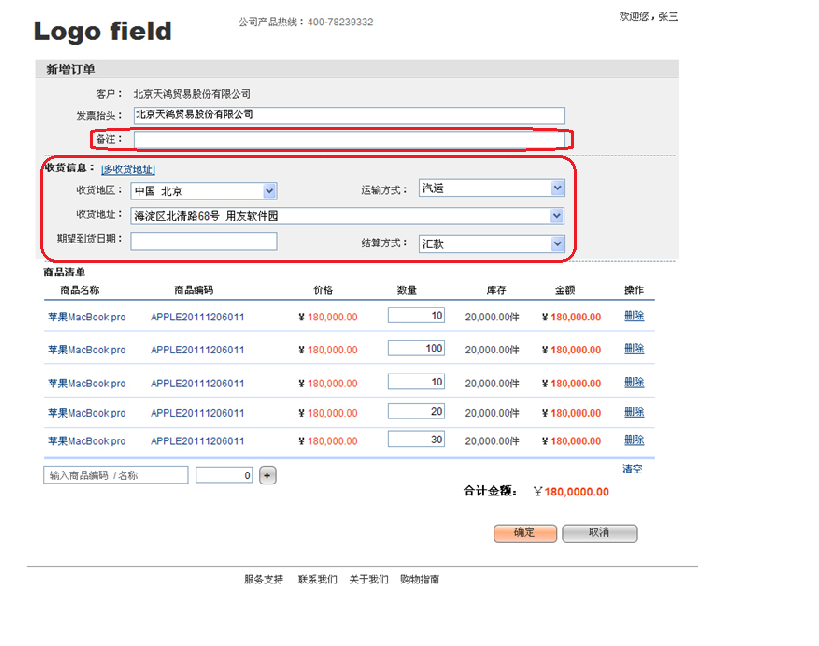 Logo field
公司产品热线：400-78239332
欢迎您，张三
新增订单
客户： 北京天鸿贸易股份有限公司
发票抬头： 北京天鸿贸易股份有限公司
备注：
收货信息： [涉收货地址]
收货地区： 中国 北京 运输方式： 汽运
收货地址： 海淀区北清路68号 用友软件园
期望到货日期： 结算方式： 汇款
商品清单
商品名称 商品编码 价格 数量 库存 金额 操作
苹果MacBookpro APPLE20111206011 ¥ 180,000.00 10 20,000.00件 ¥ 180,000.00 删除
苹果MacBookpro APPLE20111206011 ¥ 180,000.00 100 20,000.00件 ¥ 180,000.00 删除
苹果MacBookpro APPLE20111206011 ¥ 180,000.00 10 20,000.00件 ¥ 180,000.00 删除
苹果MacBookpro APPLE20111206011 ¥ 180,000.00 20 20,000.00件 ¥ 180,000.00 删除
苹果MacBookpro APPLE20111206011 ¥ 180,000.00 30 20,000.00件 ¥ 180,000.00 删除
输入商品编码 / 名称 0 + 清空
合计金额： ￥180,0000.00
确定 取消
服务支持 联系我们 关于我们 购物指南